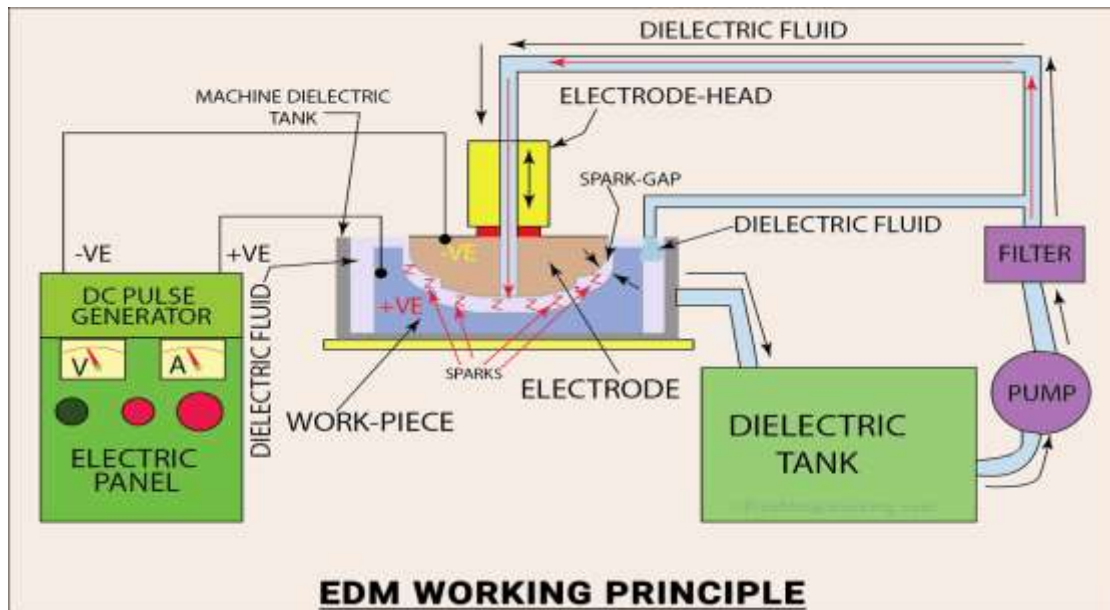 DIELECTRIC FLUID
MACHINE DIELECTRIC
TANK
ELECTRODE-HEAD
SPARK-GAP
DIELECTRIC FLUID
-VE
+VE
-VE
+VE
FILTER
DC PULSE
GENERATOR
V
A
DIELECTRIC FLUID
SPARKS
ELECTRODE
WORK-PIECE
PUMP
DIELECTRIC
TANK
ELECTRIC
PANEL
EDM WORKING PRINCIPLE